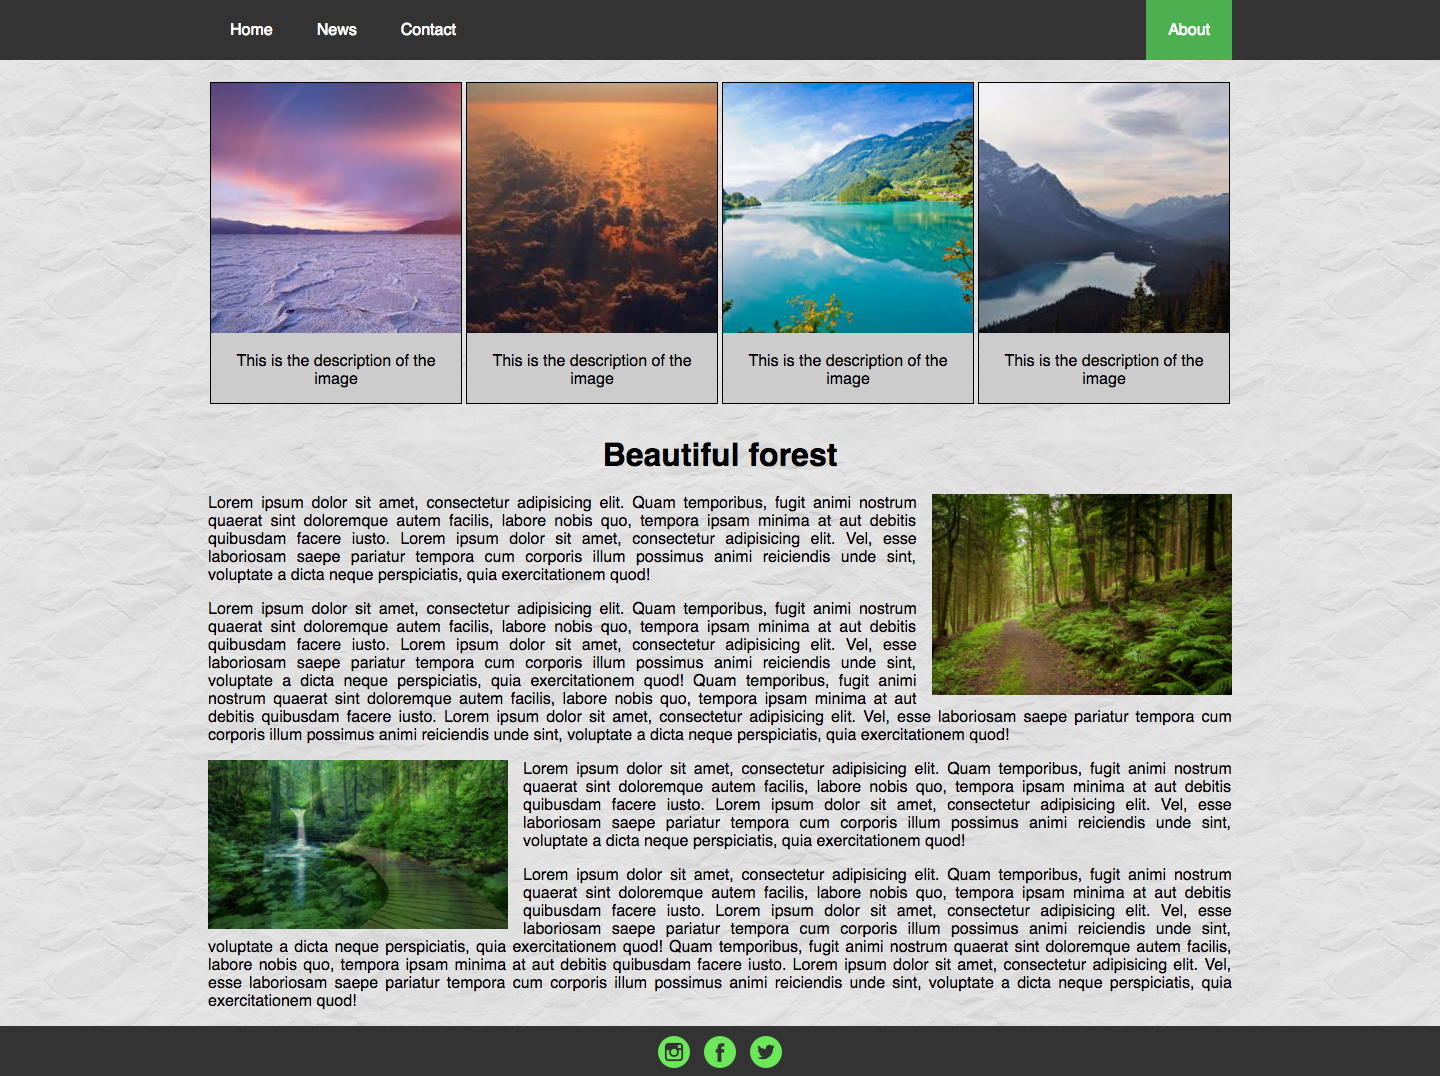 Home News Contact About
This is the description of the
image
This is the description of the
image
This is the description of the
image
This is the description of the
image
Beautiful forest
Lorem ipsum dolor sit amet, consectetur adipisicing elit. Quam temporibus, fugit animi nostrum
quaerat sint doloremque autem facilis, labore nobis quo, tempora ipsam minima at aut debitis
quibusdam facere iusto. Lorem ipsum dolor sit amet, consectetur adipisicing elit. Vel, esse
laboriosam saepe pariatur tempora cum corporis illum possimus animi reiciendis unde sint,
voluptate a dicta neque perspiciatis, quia exercitationem quod!
Lorem ipsum dolor sit amet, consectetur adipisicing elit. Quam temporibus, fugit animi nostrum
quaerat sint doloremque autem facilis, labore nobis quo, tempora ipsam minima at aut debitis
quibusdam facere iusto. Lorem ipsum dolor sit amet, consectetur adipisicing elit. Vel, esse
laboriosam saepe pariatur tempora cum corporis illum possimus animi reiciendis unde sint,
voluptate a dicta neque perspiciatis, quia exercitationem quod! Quam temporibus, fugit animi
nostrum quaerat sint doloremque autem facilis, labore nobis quo, tempora ipsam minima at aut
debitis quibusdam facere iusto. Lorem ipsum dolor sit amet, consectetur adipisicing elit. Vel, esse laboriosam saepe pariatur tempora cum
corporis illum possimus animi reiciendis unde sint, voluptate a dicta neque perspiciatis, quia exercitationem quod!
Lorem ipsum dolor sit amet, consectetur adipisicing elit. Quam temporibus, fugit animi nostrum
quaerat sint doloremque autem facilis, labore nobis quo, tempora ipsam minima at aut debitis
quibusdam facere iusto. Lorem ipsum dolor sit amet, consectetur adipisicing elit. Vel, esse
laboriosam saepe pariatur tempora cum corporis illum possimus animi reiciendis unde sint,
voluptate a dicta neque perspiciatis, quia exercitationem quod!
Lorem ipsum dolor sit amet, consectetur adipisicing elit. Quam temporibus, fugit animi nostrum
quaerat sint doloremque autem facilis, labore nobis quo, tempora ipsam minima at aut debitis
quibusdam facere iusto. Lorem ipsum dolor sit amet, consectetur adipisicing elit. Vel, esse
laboriosam saepe pariatur tempora cum corporis illum possimus animi reiciendis unde sint,
voluptate a dicta neque perspiciatis, quia exercitationem quod! Quam temporibus, fugit animi nostrum quaerat sint doloremque autem facilis,
labore nobis quo, tempora ipsam minima at aut debitis quibusdam facere iusto. Lorem ipsum dolor sit amet, consectetur adipisicing elit. Vel,
esse laboriosam saepe pariatur tempora cum corporis illum possimus animi reiciendis unde sint, voluptate a dicta neque perspiciatis, quia
exercitationem quod!